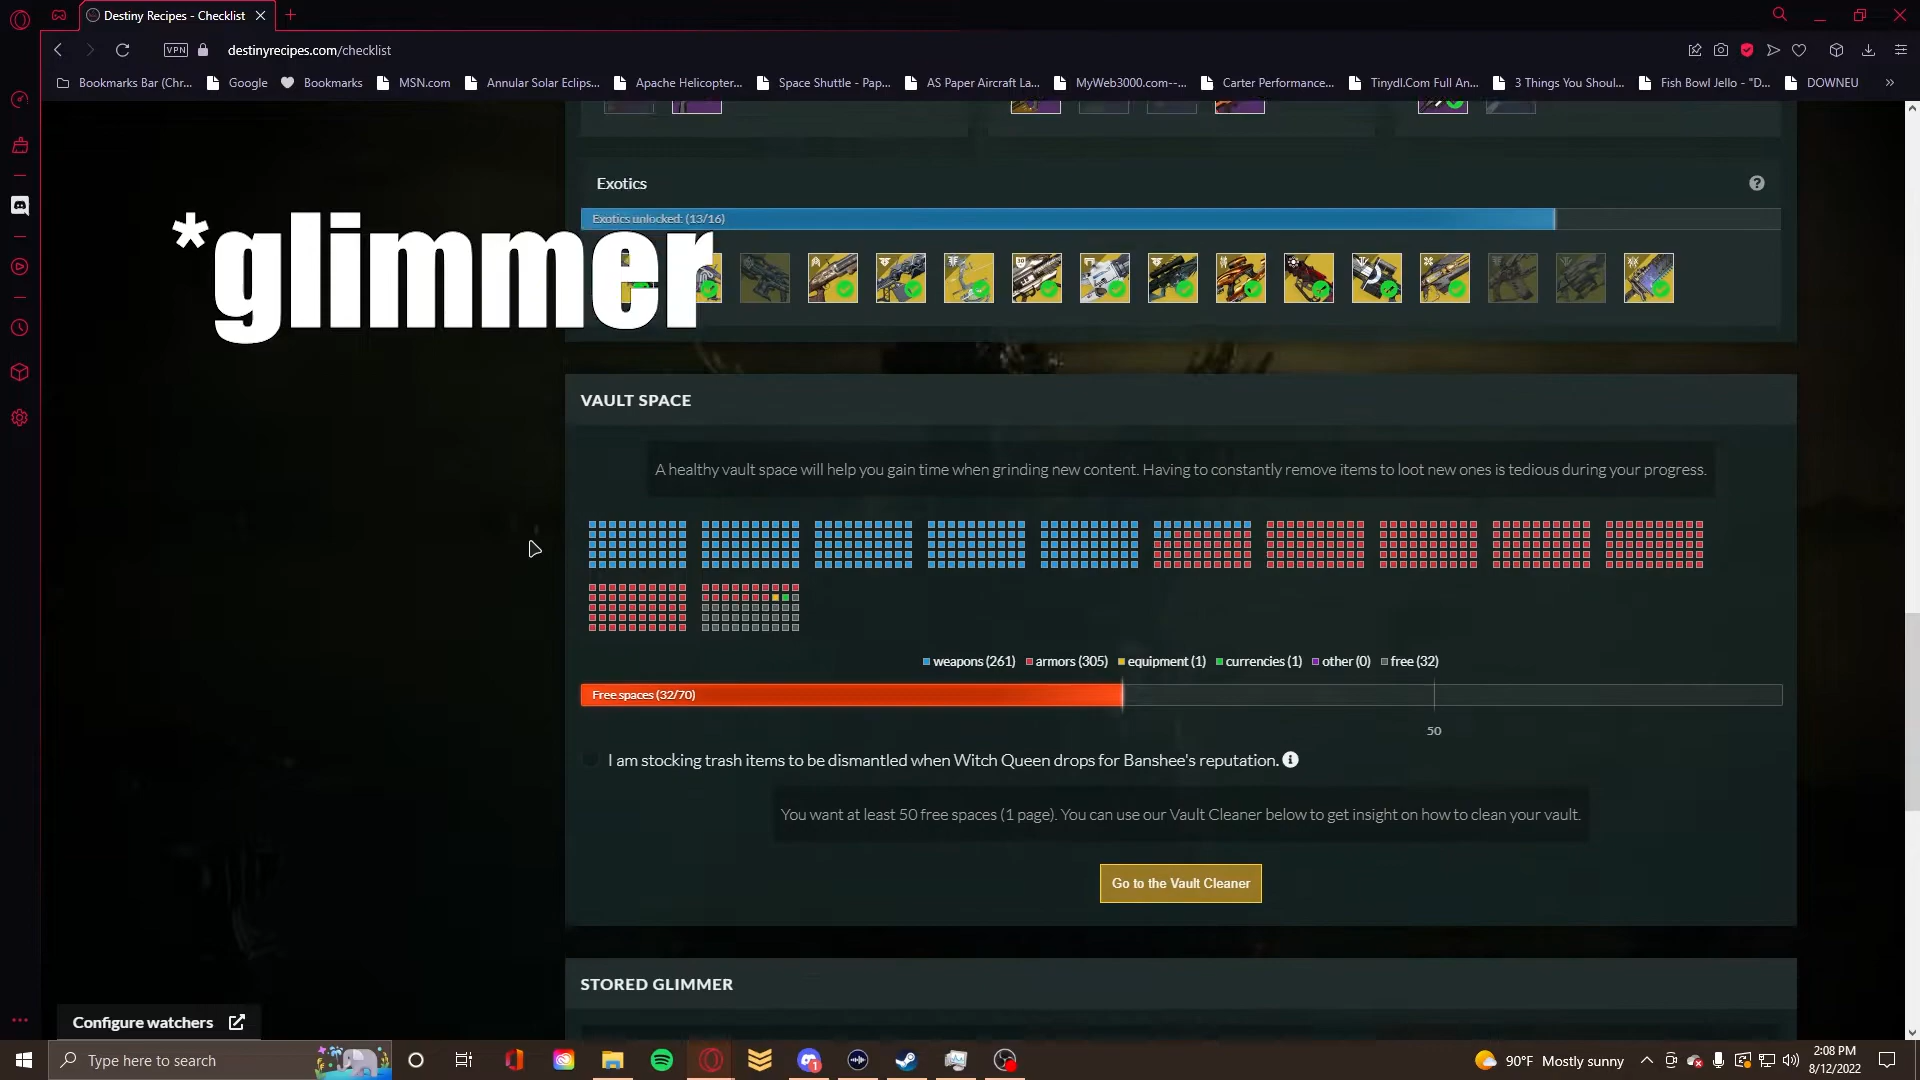 Destiny Recipes - Checklist
VPN
destinyrecipes.com/checklist
Bookmarks Bar (Chr...
Google
Bookmarks
MSN.com
Annular Solar Eclips...
Apache Helicopter...
Space Shuttle - Pap...
AS Paper Aircraft La...
MyWeb3000.com--...
Carter Performance...
Tinydl.Com Full An...
3 Things You Shoul...
Fish Bowl Jello - "D...
DOWNEU
Exotics
Exotics unlocked: (13/16)
*glimmer
VAULT SPACE
A healthy vault space will help you gain time when grinding new content. Having to constantly remove items to loot new ones is tedious during your progress.
weapons (261) armors (305) equipment (1) currencies (1) other (0) free (32)
Free spaces (32/70)
50
I am stocking trash items to be dismantled when Witch Queen drops for Banshee's reputation.
You want at least 50 free spaces (1 page). You can use our Vault Cleaner below to get insight on how to clean your vault.
Go to the Vault Cleaner
STORED GLIMMER
Configure watchers
Type here to search
90°F Mostly sunny
2:08 PM
8/12/2022